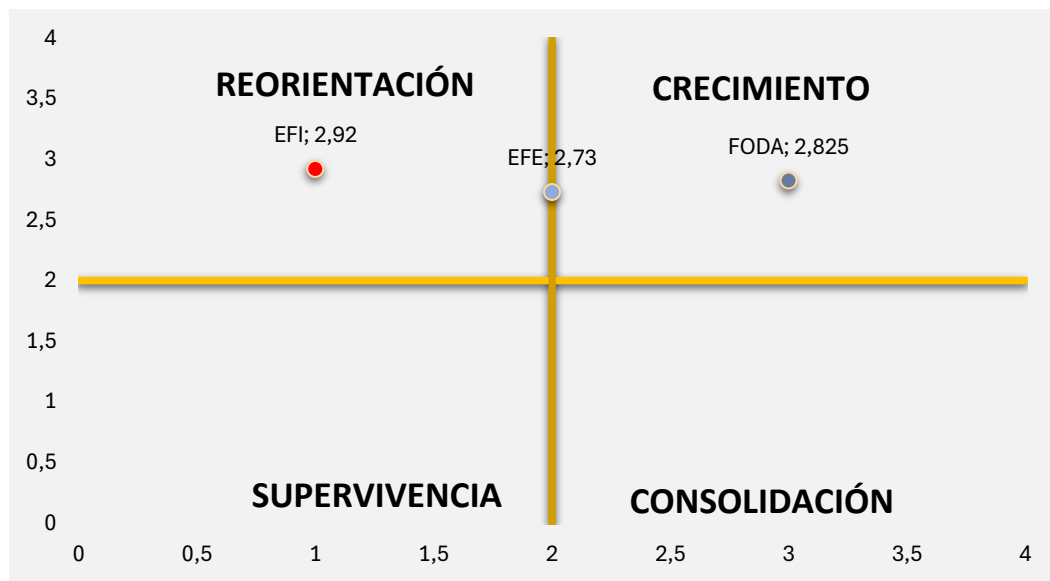 4
3,5
3
2,5
2
1,5
1
0,5
0
REORIENTACIÓN
CRECIMIENTO
EFI; 2,92
EFE; 2,73
FODA; 2,825
SUPERVIVENCIA
CONSOLIDACIÓN
0
0,5
1
1,5
2
2,5
3
3,5
4